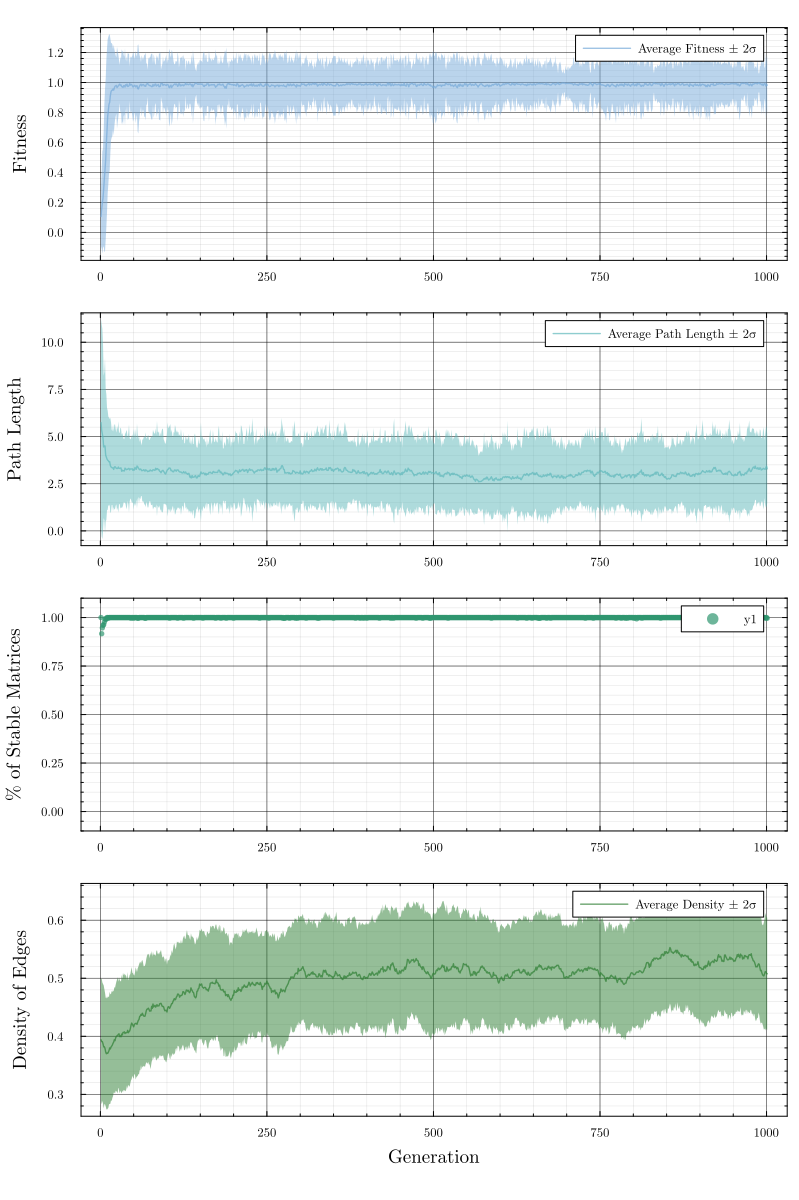 Fitness
1.2
1.0
0.8
0.6
0.4
0.2
0.0
Average Fitness ± 2σ
0 250 500 750 1000
Path Length
10.0
7.5
5.0
2.5
0.0
Average Path Length ± 2σ
0 250 500 750 1000
% of Stable Matrices
1.00
0.75
0.50
0.25
0.00
y1
0 250 500 750 1000
Density of Edges
0.6
0.5
0.4
0.3
Average Density ± 2σ
0 250 500 750 1000
Generation